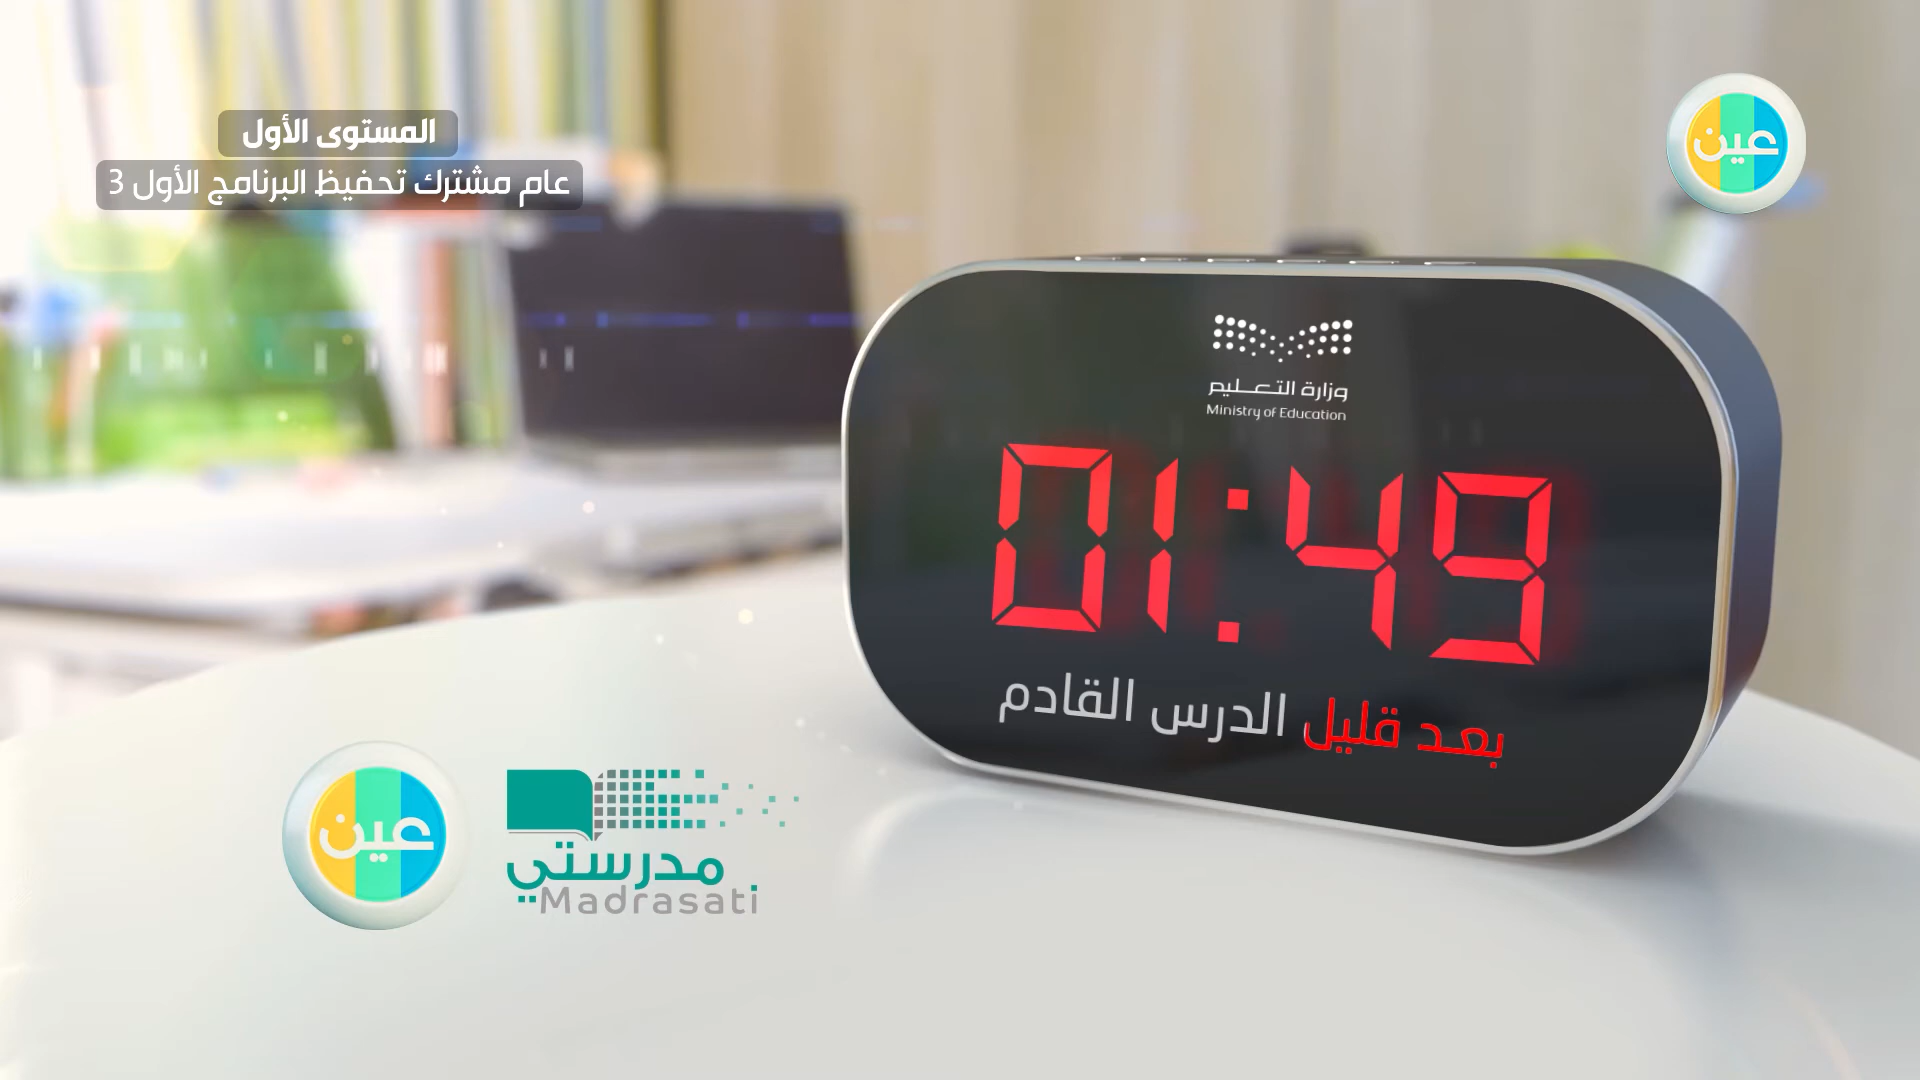 المستوى الأول
عام مشترك تحفيظ البرنامج الأول 3
عين
وزارة التعليم
Ministry of Education
01:49
بعد قليل الدرس القادم
عين
مدرستي
Madrasati